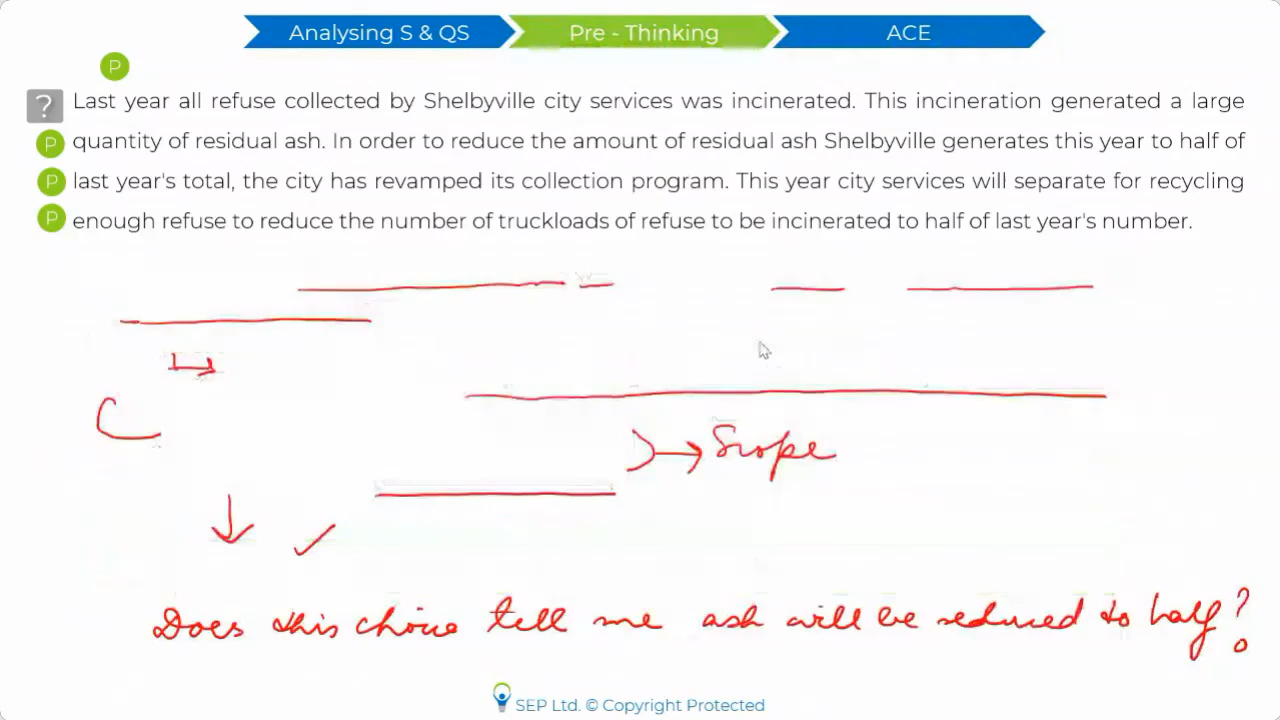 Analysing S & QS
Pre - Thinking
ACE
P
? Last year all refuse collected by Shelbyville city services was incinerated. This incineration generated a large
P quantity of residual ash. In order to reduce the amount of residual ash Shelbyville generates this year to half of
P last year's total, the city has revamped its collection program. This year city services will separate for recycling
P enough refuse to reduce the number of truckloads of refuse to be incinerated to half of last year's number.
Scope
Does this choice tell me ash will be reduced to half?
SEP Ltd. © Copyright Protected